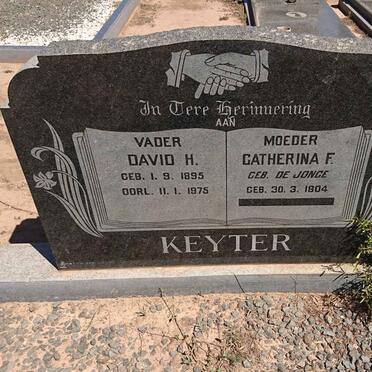 In Tere Herinnering
AAN
VADER
DAVID H.
GEB. 1. 9. 1895
OORL. 11. 1. 1975
MOEDER
CATHERINA F.
GEB. DE JONGE
GEB. 30. 3. 1904
KEYTER